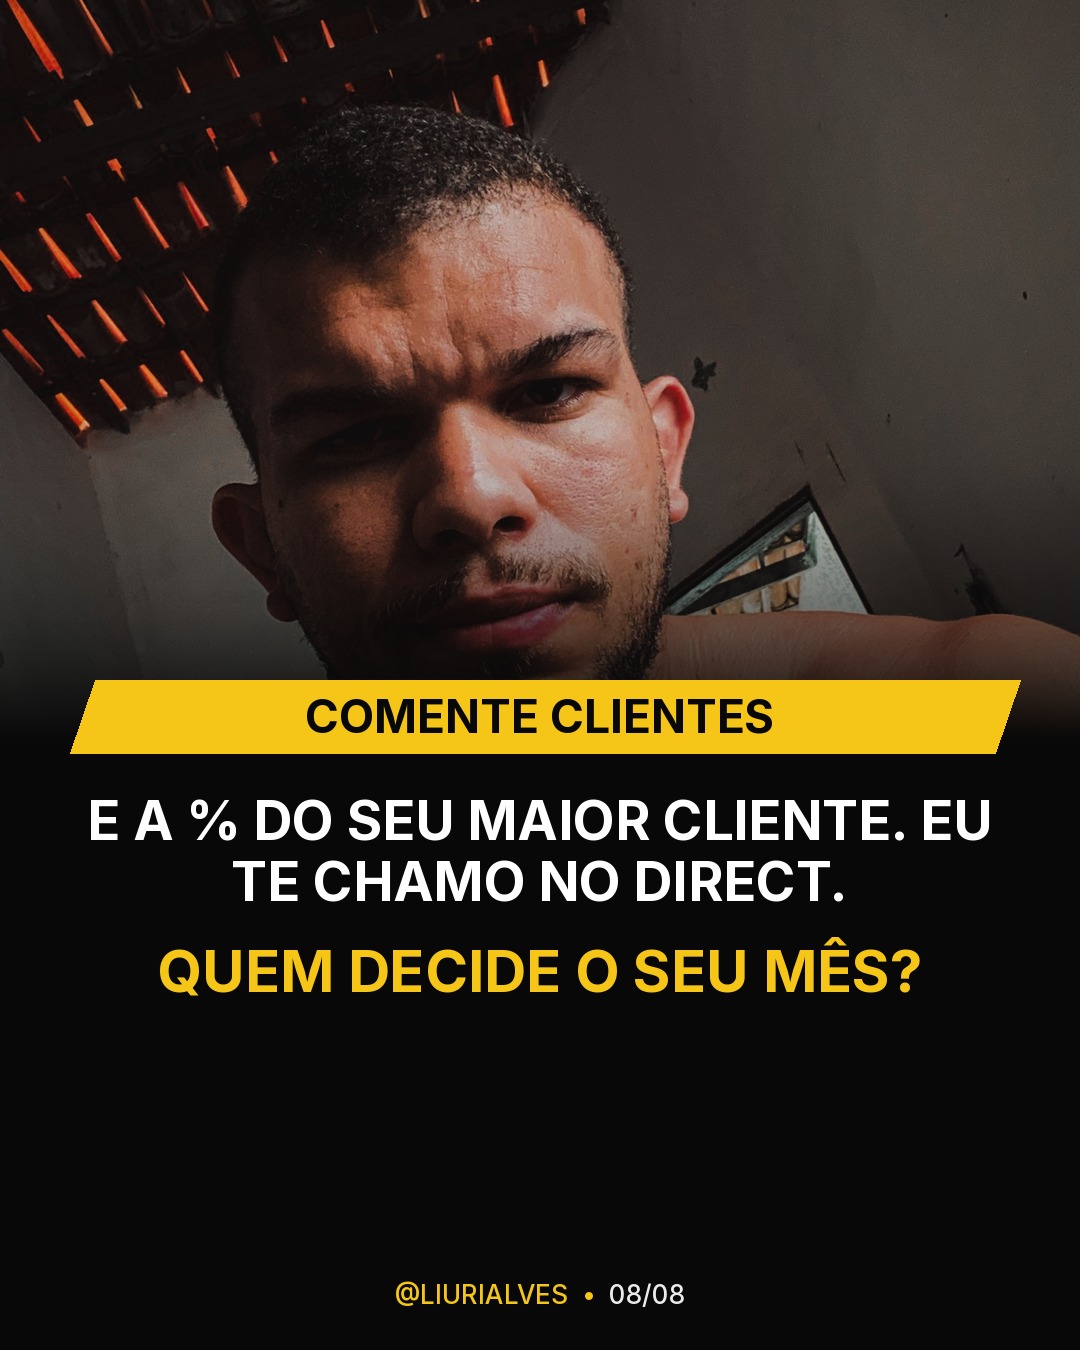 COMENTE CLIENTES
E A % DO SEU MAIOR CLIENTE. EU
TE CHAMO NO DIRECT.
QUEM DECIDE O SEU MÊS?
@LIURIALVES • 08/08